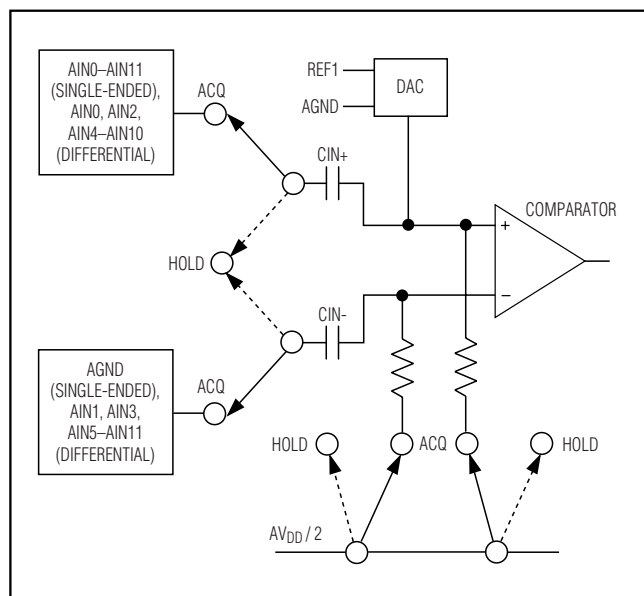 AIN0–AIN11
(SINGLE-ENDED),
AIN0, AIN2,
AIN4–AIN10
(DIFFERENTIAL)
ACQ
REF1
AGND
DAC
CIN+
COMPARATOR
+
HOLD
−
CIN-
AGND
(SINGLE-ENDED),
AIN1, AIN3,
AIN5–AIN11
(DIFFERENTIAL)
ACQ
HOLD
ACQ
HOLD
AVDD / 2